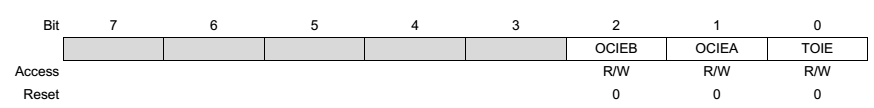 Bit 7 6 5 4 3 2 1 0
OCIEB OCIEA TOIE
Access R/W R/W R/W
Reset 0 0 0